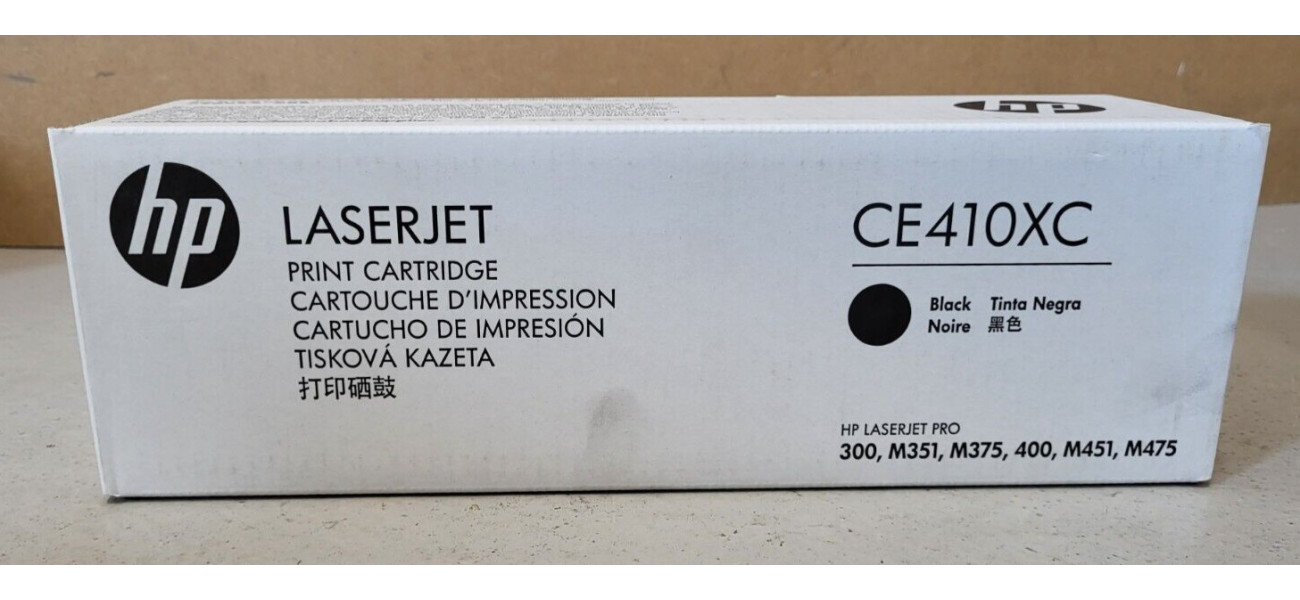 hp
LASERJET
PRINT CARTRIDGE
CARTOUCHE D'IMPRESSION
CARTUCHO DE IMPRESIÓN
TISKOVÁ KAZETA
打印硒鼓
CE410XC
Black Tinta Negra
Noire 黑色
HP LASERJET PRO
300, M351, M375, 400, M451, M475